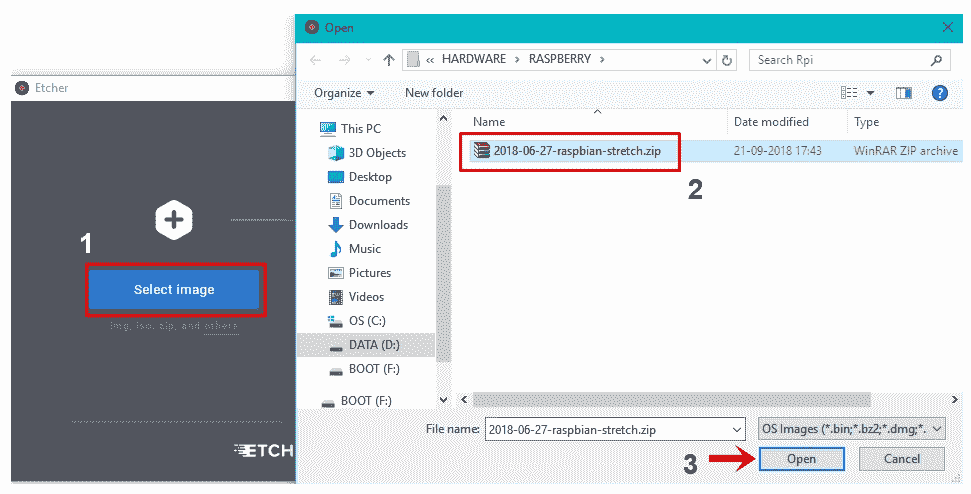 Open
« HARDWARE › RASPBERRY ›
Search Rpi
Etcher
Organize
New folder
?
Name
Date modified
Type
This PC
3D Objects
Desktop
Documents
Downloads
Music
Pictures
Videos
OS (C:)
DATA (D:)
BOOT (F:)
BOOT (F:)
2018-06-27-raspbian-stretch.zip
21-09-2018 17:43
WinRAR ZIP archive
2
1
Select image
img, iso, zip, and others
ETCH
File name:
2018-06-27-raspbian-stretch.zip
OS Images (*.bin;*.bz2;*.dmg;*.
3
Open
Cancel